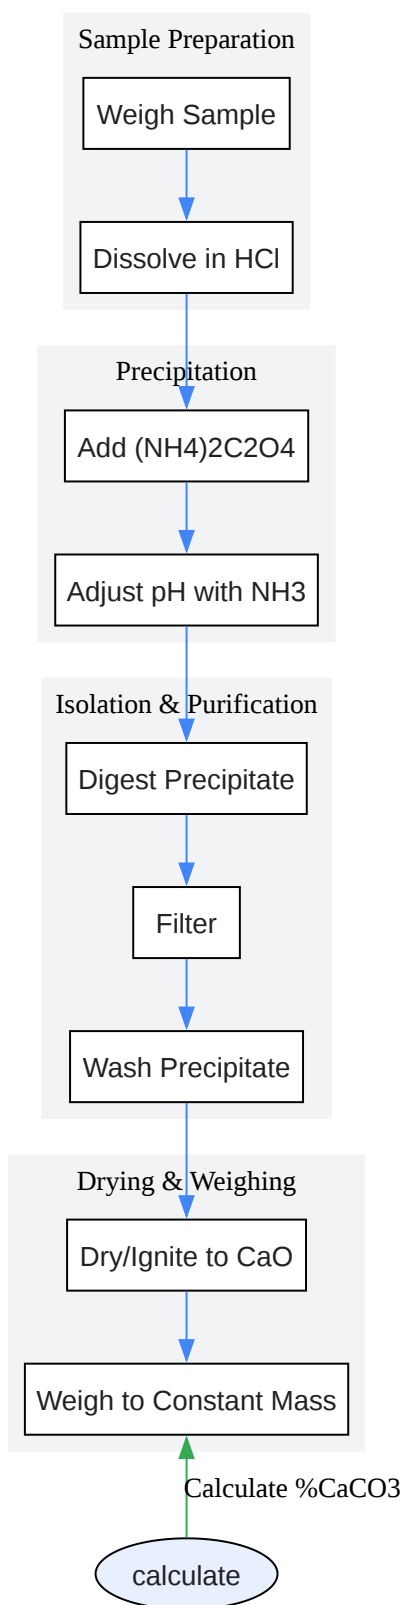 Sample Preparation
Weigh Sample
Dissolve in HCl
Precipitation
Add (NH4)2C2O4
Adjust pH with NH3
Isolation & Purification
Digest Precipitate
Filter
Wash Precipitate
Drying & Weighing
Dry/Ignite to CaO
Weigh to Constant Mass
Calculate %CaCO3
calculate